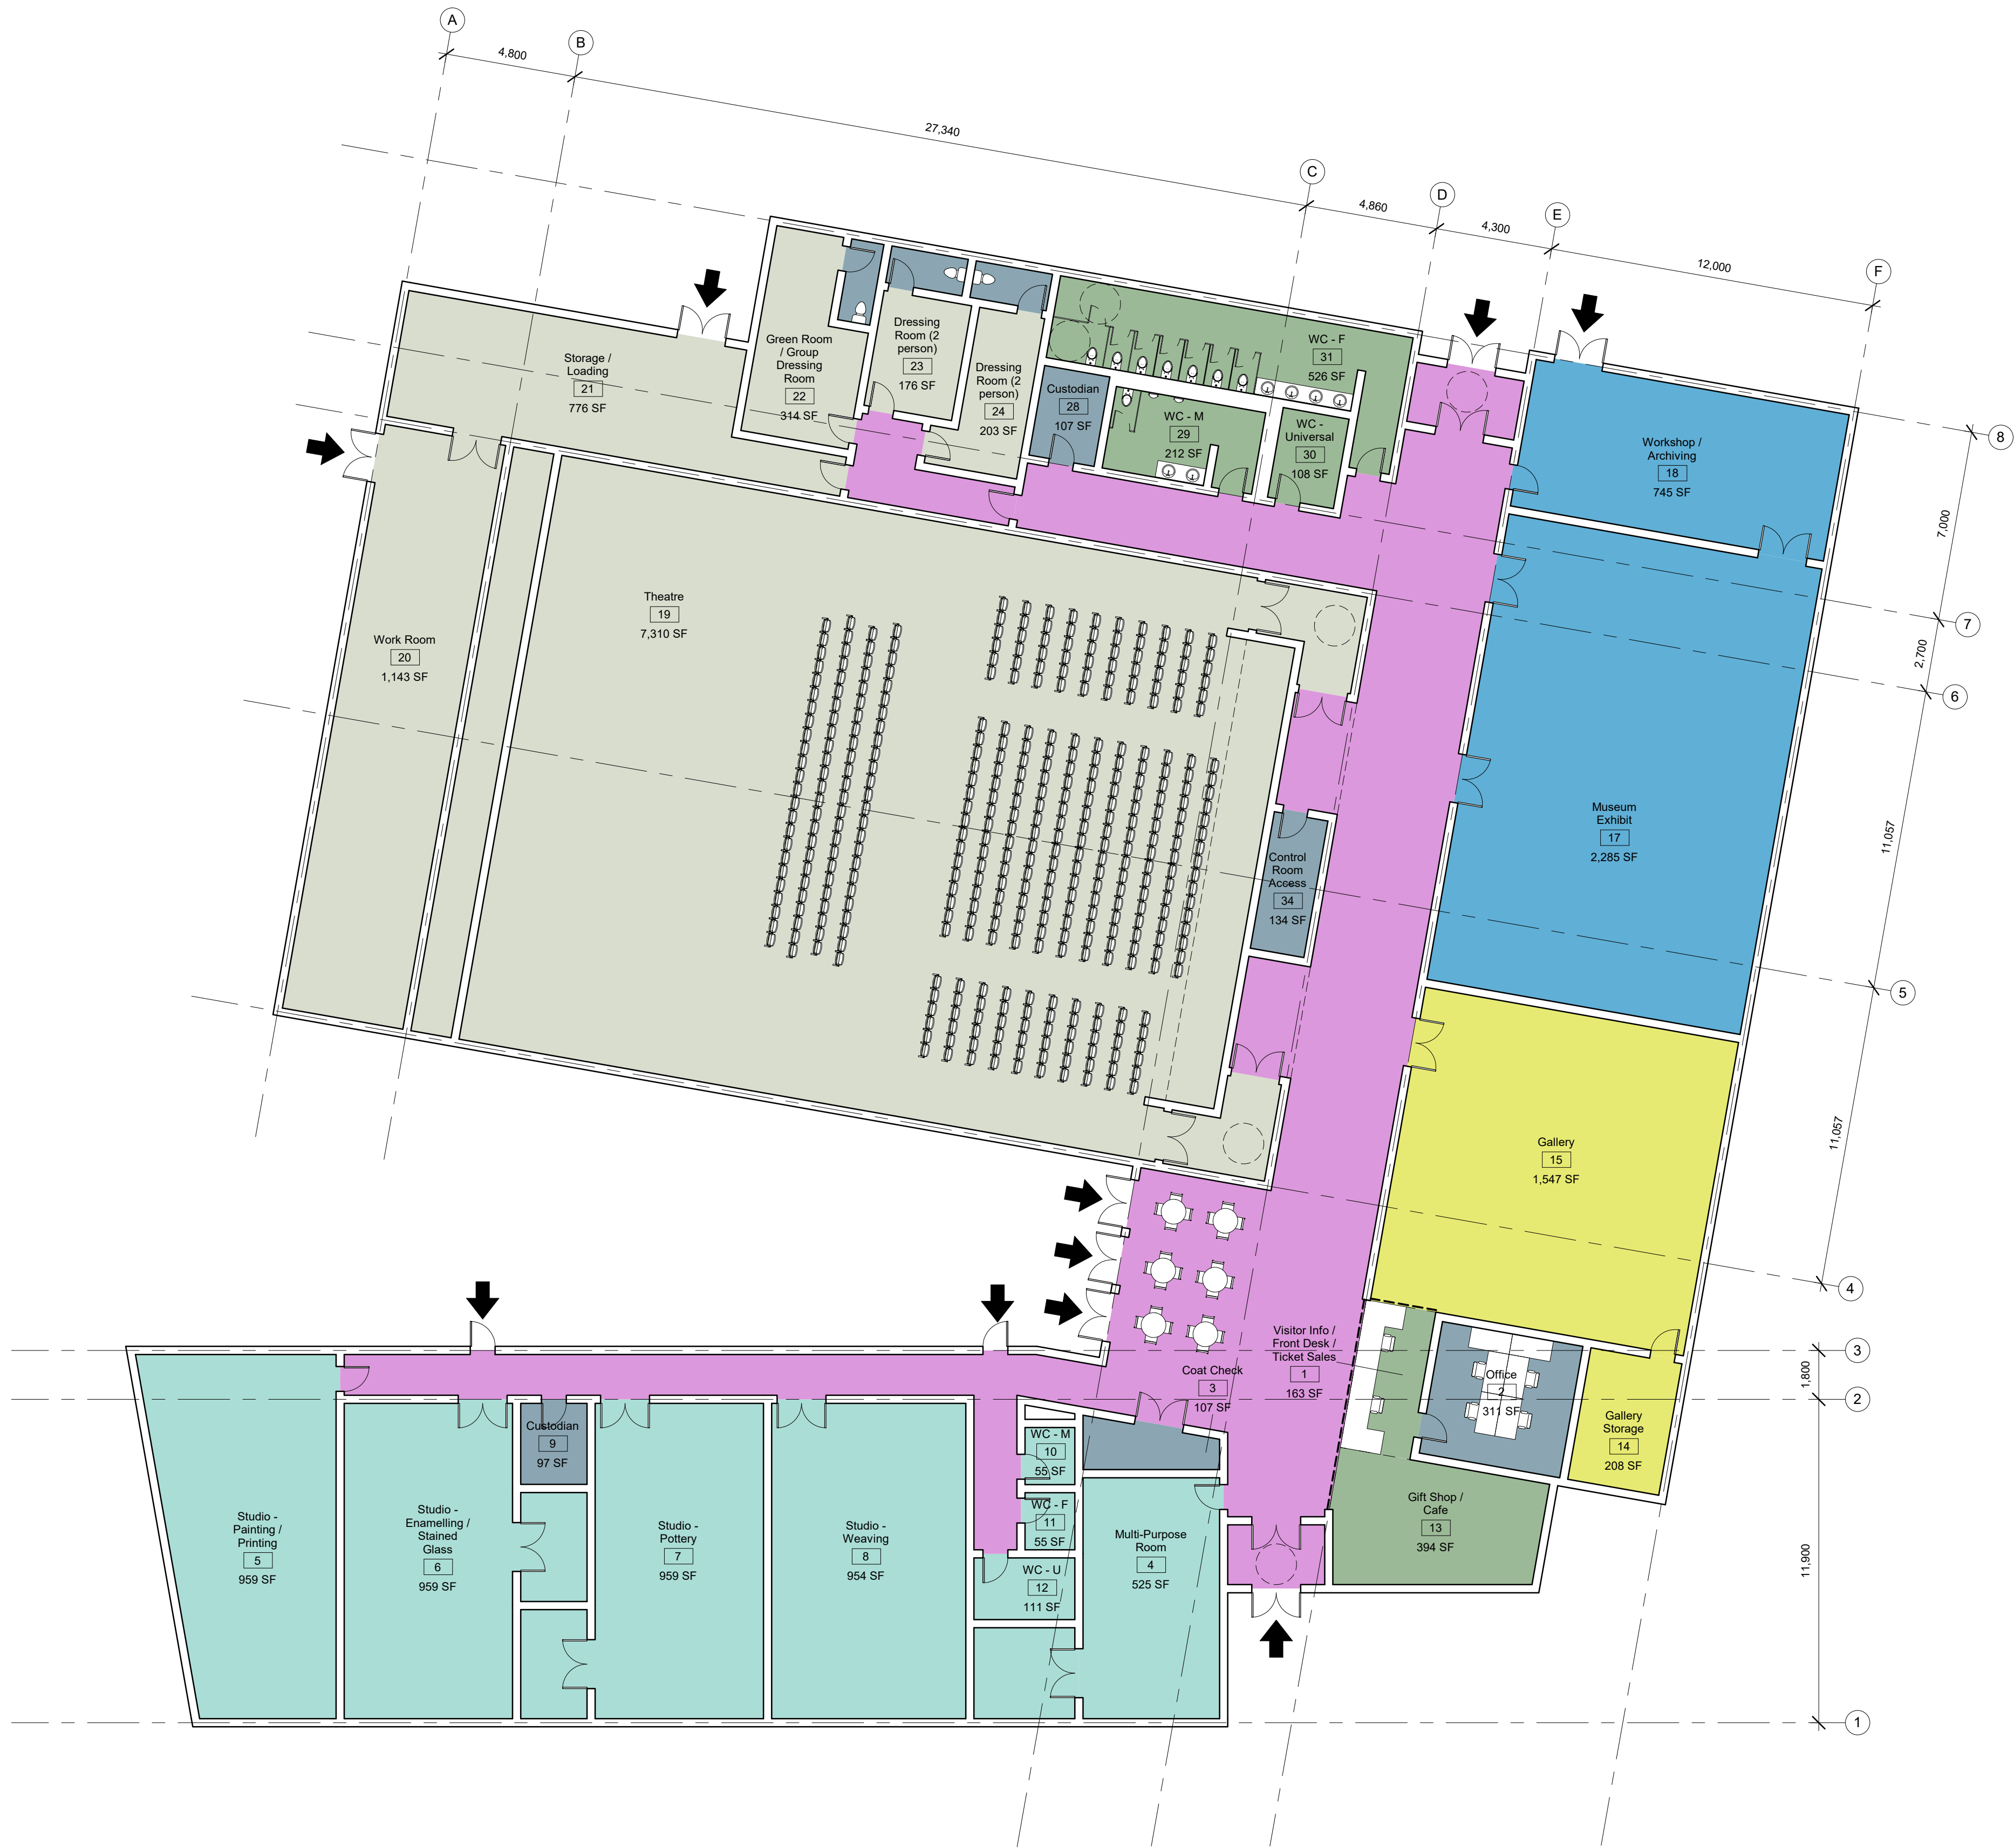 A
B
4,800
27,340
C
4,860
D
4,300
E
12,000
F
8
7,000
7
2,700
6
11,057
5
11,057
4
3
1,800
2
11,900
1
Storage /
Loading
21
776 SF
Green Room
/ Group
Dressing
Room
22
314 SF
Dressing
Room (2
person)
23
176 SF
Dressing
Room (2
person)
24
203 SF
Custodian
28
107 SF
WC - F
31
526 SF
WC - M
29
212 SF
WC -
Universal
30
108 SF
Workshop /
Archiving
18
745 SF
Theatre
19
7,310 SF
Work Room
20
1,143 SF
Museum
Exhibit
17
2,285 SF
Control
Room
Access
34
134 SF
Gallery
15
1,547 SF
Visitor Info /
Front Desk /
Ticket Sales
1
163 SF
Coat Check
3
107 SF
Office
2
311 SF
Gallery
Storage
14
208 SF
Gift Shop /
Cafe
13
394 SF
Custodian
9
97 SF
WC - M
10
55 SF
WC - F
11
55 SF
WC - U
12
111 SF
Multi-Purpose
Room
4
525 SF
Studio -
Painting /
Printing
5
959 SF
Studio -
Enamelling /
Stained
Glass
6
959 SF
Studio -
Pottery
7
959 SF
Studio -
Weaving
8
954 SF